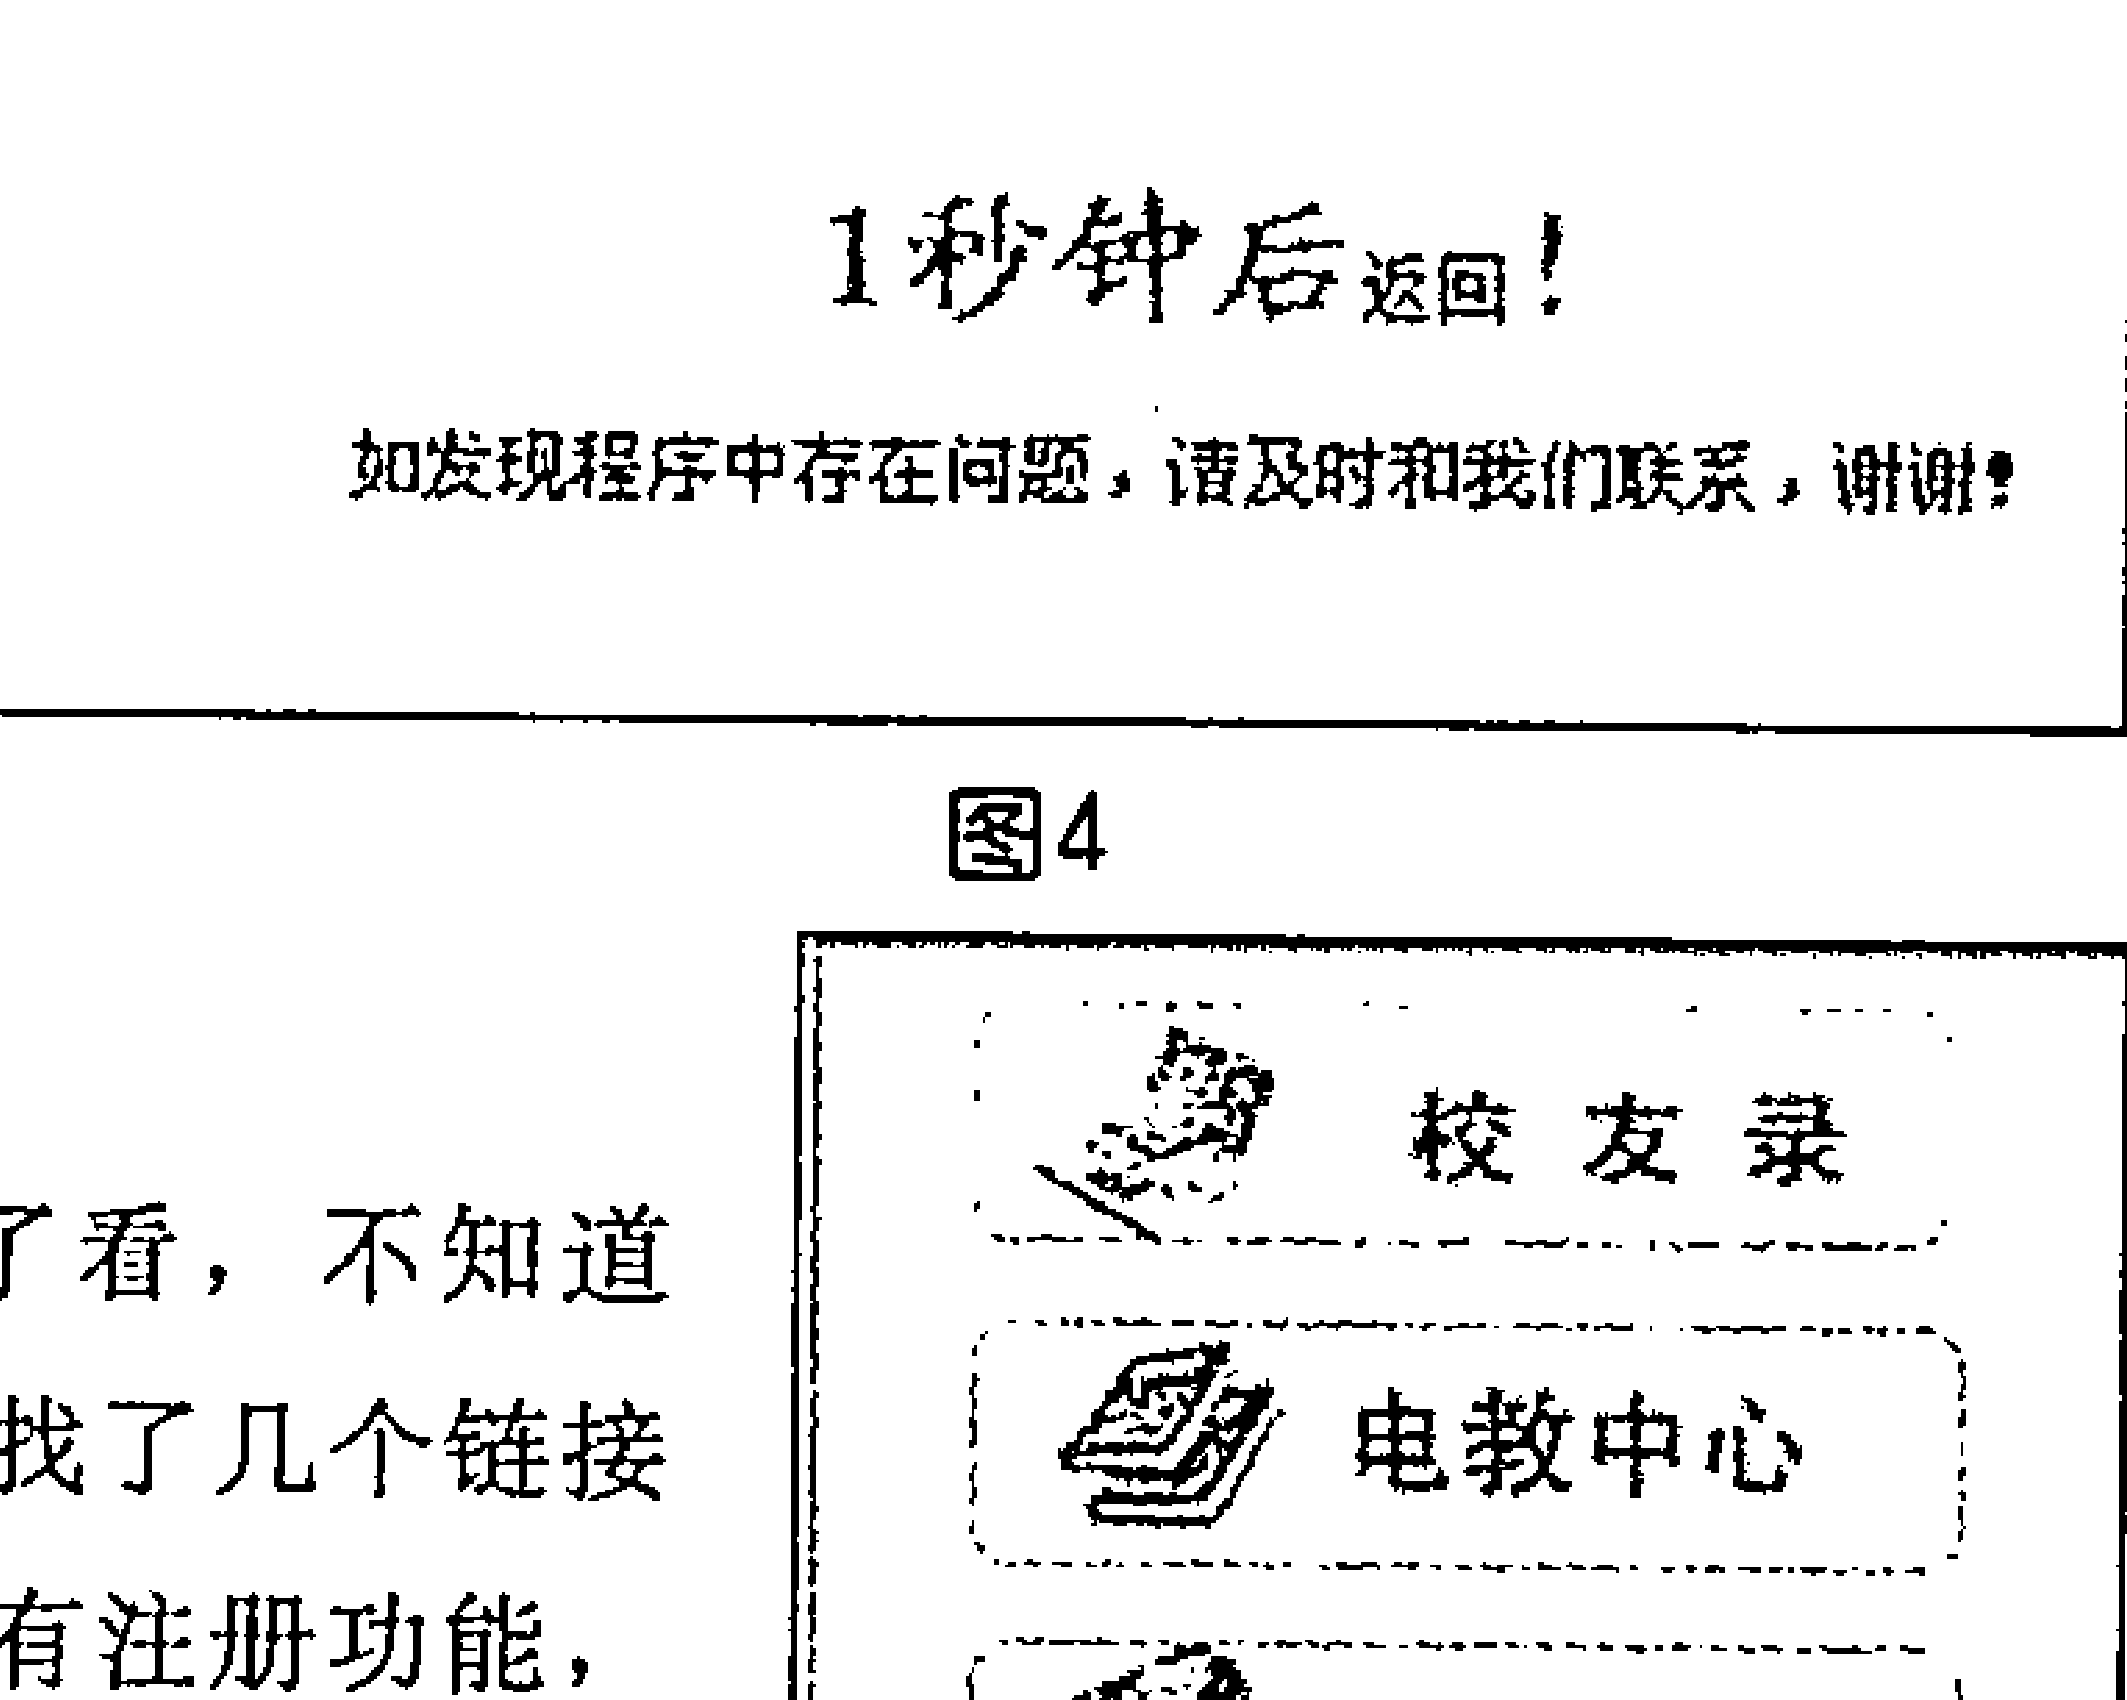 1秒钟后返回!
如发现程序中存在问题,请及时和我们联系,谢谢!
图4
校友录
了看,不知道
电教中心
找了几个链接
有注册功能,